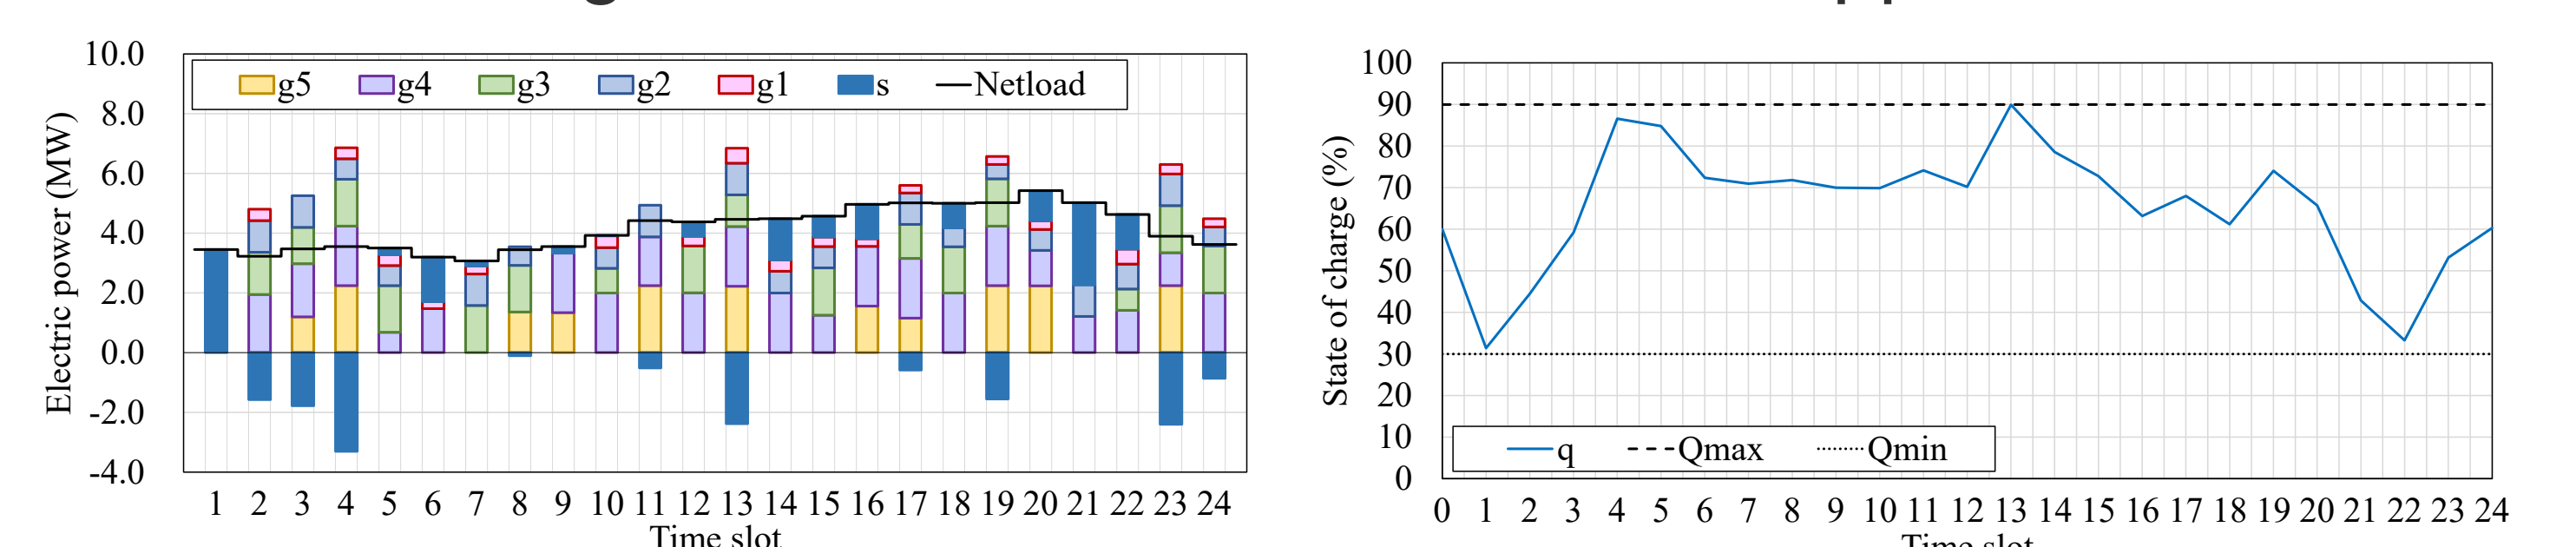 10.0
8.0
6.0
4.0
2.0
0.0
-2.0
-4.0
Electric power (MW)
g5 g4 g3 g2 g1 s Netload
1 2 3 4 5 6 7 8 9 10 11 12 13 14 15 16 17 18 19 20 21 22 23 24
Time slot
100
90
80
70
60
50
40
30
20
10
0
State of charge (%)
q Qmax Qmin
0 1 2 3 4 5 6 7 8 9 10 11 12 13 14 15 16 17 18 19 20 21 22 23 24
Time slot